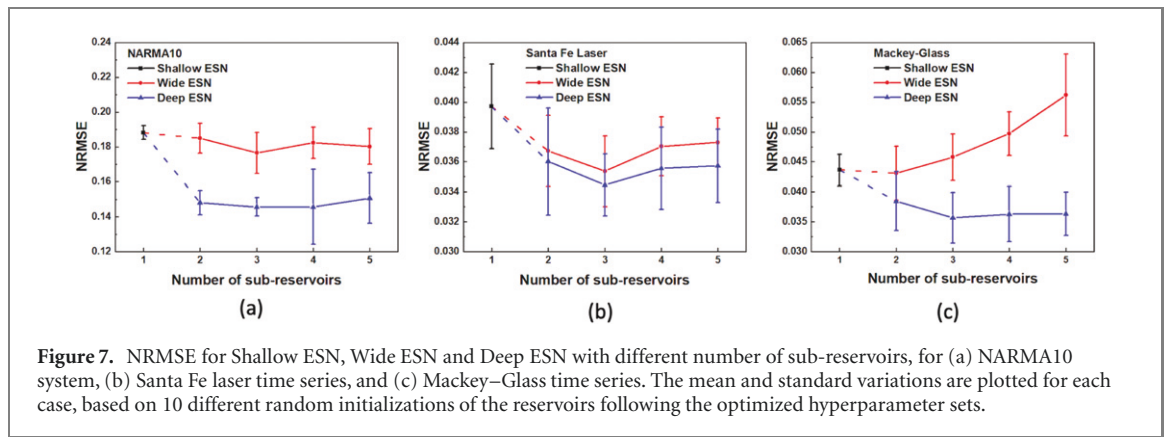 NARMA10
Shallow ESN
Wide ESN
Deep ESN
0.24
0.22
0.20
0.18
0.16
0.14
0.12
NRMSE
1 2 3 4 5
Number of sub-reservoirs
(a)
Santa Fe Laser
Shallow ESN
Wide ESN
Deep ESN
0.044
0.042
0.040
0.038
0.036
0.034
0.032
0.030
NRMSE
1 2 3 4 5
Number of sub-reservoirs
(b)
Mackey-Glass
Shallow ESN
Wide ESN
Deep ESN
0.065
0.060
0.055
0.050
0.045
0.040
0.035
0.030
NRMSE
1 2 3 4 5
Number of sub-reservoirs
(c)
Figure 7. NRMSE for Shallow ESN, Wide ESN and Deep ESN with different number of sub-reservoirs, for (a) NARMA10
system, (b) Santa Fe laser time series, and (c) Mackey–Glass time series. The mean and standard variations are plotted for each
case, based on 10 different random initializations of the reservoirs following the optimized hyperparameter sets.